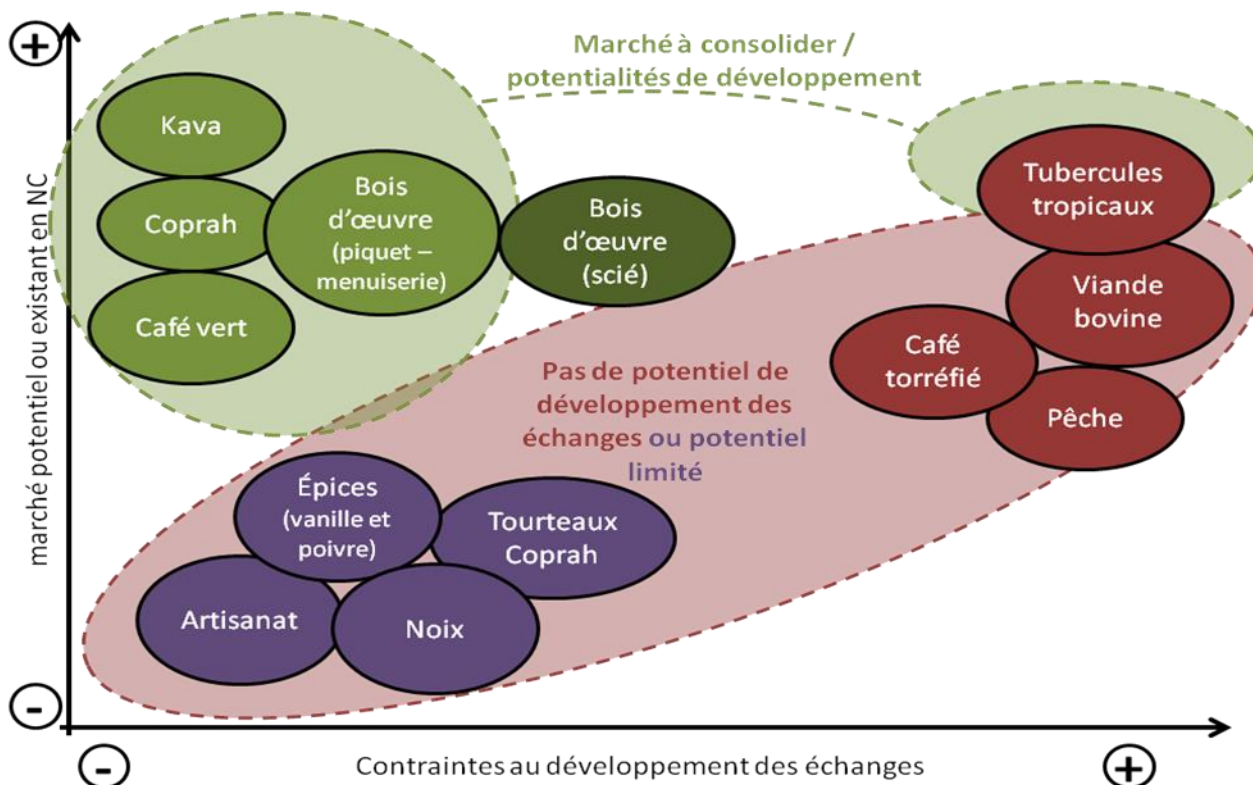 +
marché potentiel ou existant en NC
-
Marché à consolider /
potentialités de développement
Kava
Coprah
Café vert
Bois
d'œuvre
(piquet –
menuiserie)
Bois
d'œuvre
(scié)
Tubercules
tropicaux
Viande
bovine
Café
torréfié
Pêche
Pas de potentiel de
développement des
échanges ou potentiel
limité
Épices
(vanille et
poivre)
Tourteaux
Coprah
Artisanat
Noix
-
Contraintes au développement des échanges
+